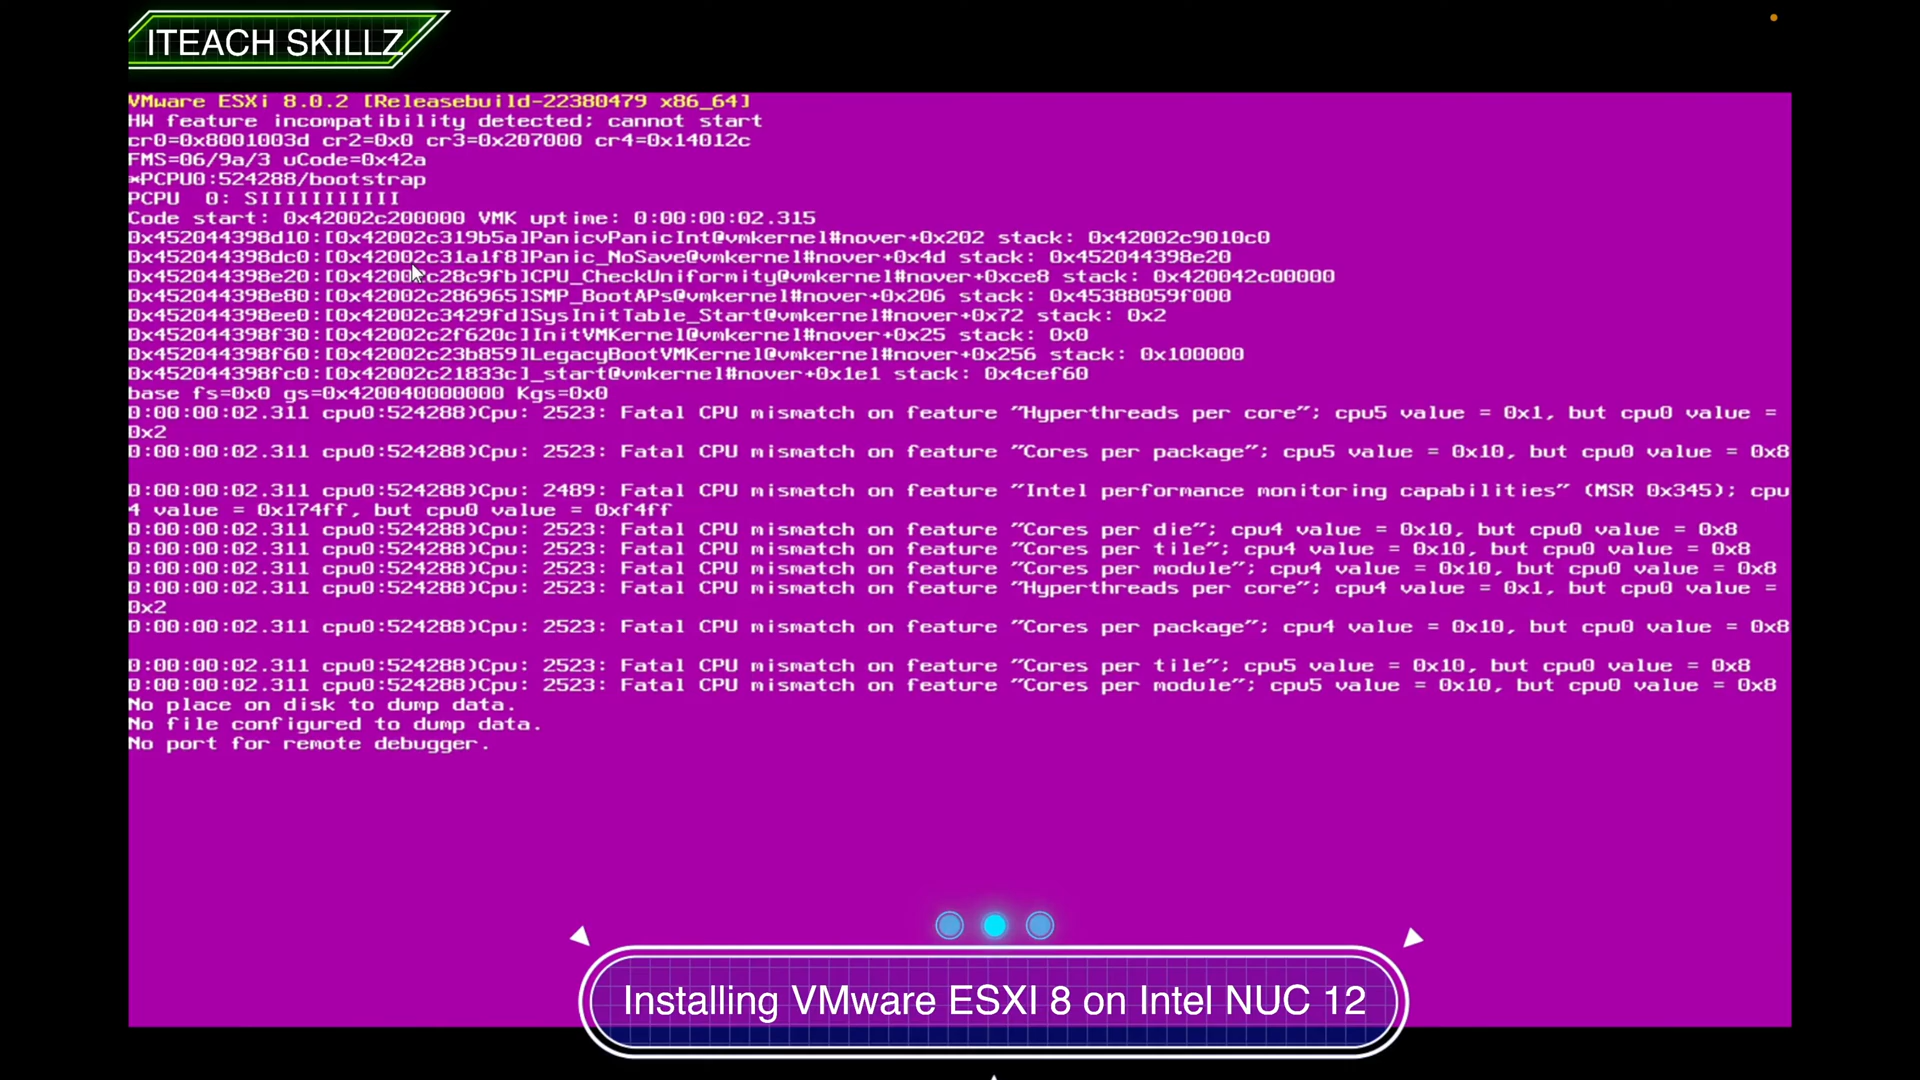 ITEACH SKILLZ
VMware ESXi 8.0.2 [Releasebuild-22380479 x86_64]
HW feature incompatibility detected; cannot start
cr0=0x8001003d cr2=0x0 cr3=0x207000 cr4=0x14012c
FMS=06/9a/3 uCode=0x42a
*PCPU0:524288/bootstrap
PCPU  0: SIIIIIIIIIII
Code start: 0x42002c200000 VMK uptime: 0:00:00:02.315
0x452044398d10:[0x42002c319b5a]PanicvPanicInt@vmkernel#nover+0x202 stack: 0x42002c9010c0
0x452044398dc0:[0x42002c31a1f8]Panic_NoSave@vmkernel#nover+0x4d stack: 0x452044398e20
0x452044398e20:[0x42002c28c9fb]CPU_CheckUniformity@vmkernel#nover+0xce8 stack: 0x420042c00000
0x452044398e80:[0x42002c286965]SMP_BootAPs@vmkernel#nover+0x206 stack: 0x45388059f000
0x452044398ee0:[0x42002c3429fd]SysInitTable_Start@vmkernel#nover+0x72 stack: 0x2
0x452044398f30:[0x42002c2f620c]InitVMKernel@vmkernel#nover+0x25 stack: 0x0
0x452044398f60:[0x42002c23b859]LegacyBootVMKernel@vmkernel#nover+0x256 stack: 0x100000
0x452044398fc0:[0x42002c21833c]_start@vmkernel#nover+0x1e1 stack: 0x4cef60
base fs=0x0 gs=0x420040000000 Kgs=0x0
0:00:00:02.311 cpu0:524288)Cpu: 2523: Fatal CPU mismatch on feature "Hyperthreads per core"; cpu5 value = 0x1, but cpu0 value =
0x2
0:00:00:02.311 cpu0:524288)Cpu: 2523: Fatal CPU mismatch on feature "Cores per package"; cpu5 value = 0x10, but cpu0 value = 0x8
0:00:00:02.311 cpu0:524288)Cpu: 2489: Fatal CPU mismatch on feature "Intel performance monitoring capabilities" (MSR 0x345); cpu
4 value = 0x174ff, but cpu0 value = 0xf4ff
0:00:00:02.311 cpu0:524288)Cpu: 2523: Fatal CPU mismatch on feature "Cores per die"; cpu4 value = 0x10, but cpu0 value = 0x8
0:00:00:02.311 cpu0:524288)Cpu: 2523: Fatal CPU mismatch on feature "Cores per tile"; cpu4 value = 0x10, but cpu0 value = 0x8
0:00:00:02.311 cpu0:524288)Cpu: 2523: Fatal CPU mismatch on feature "Cores per module"; cpu4 value = 0x10, but cpu0 value = 0x8
0:00:00:02.311 cpu0:524288)Cpu: 2523: Fatal CPU mismatch on feature "Hyperthreads per core"; cpu4 value = 0x1, but cpu0 value =
0x2
0:00:00:02.311 cpu0:524288)Cpu: 2523: Fatal CPU mismatch on feature "Cores per package"; cpu4 value = 0x10, but cpu0 value = 0x8
0:00:00:02.311 cpu0:524288)Cpu: 2523: Fatal CPU mismatch on feature "Cores per tile"; cpu5 value = 0x10, but cpu0 value = 0x8
0:00:00:02.311 cpu0:524288)Cpu: 2523: Fatal CPU mismatch on feature "Cores per module"; cpu5 value = 0x10, but cpu0 value = 0x8
No place on disk to dump data.
No file configured to dump data.
No port for remote debugger.
Installing VMware ESXI 8 on Intel NUC 12